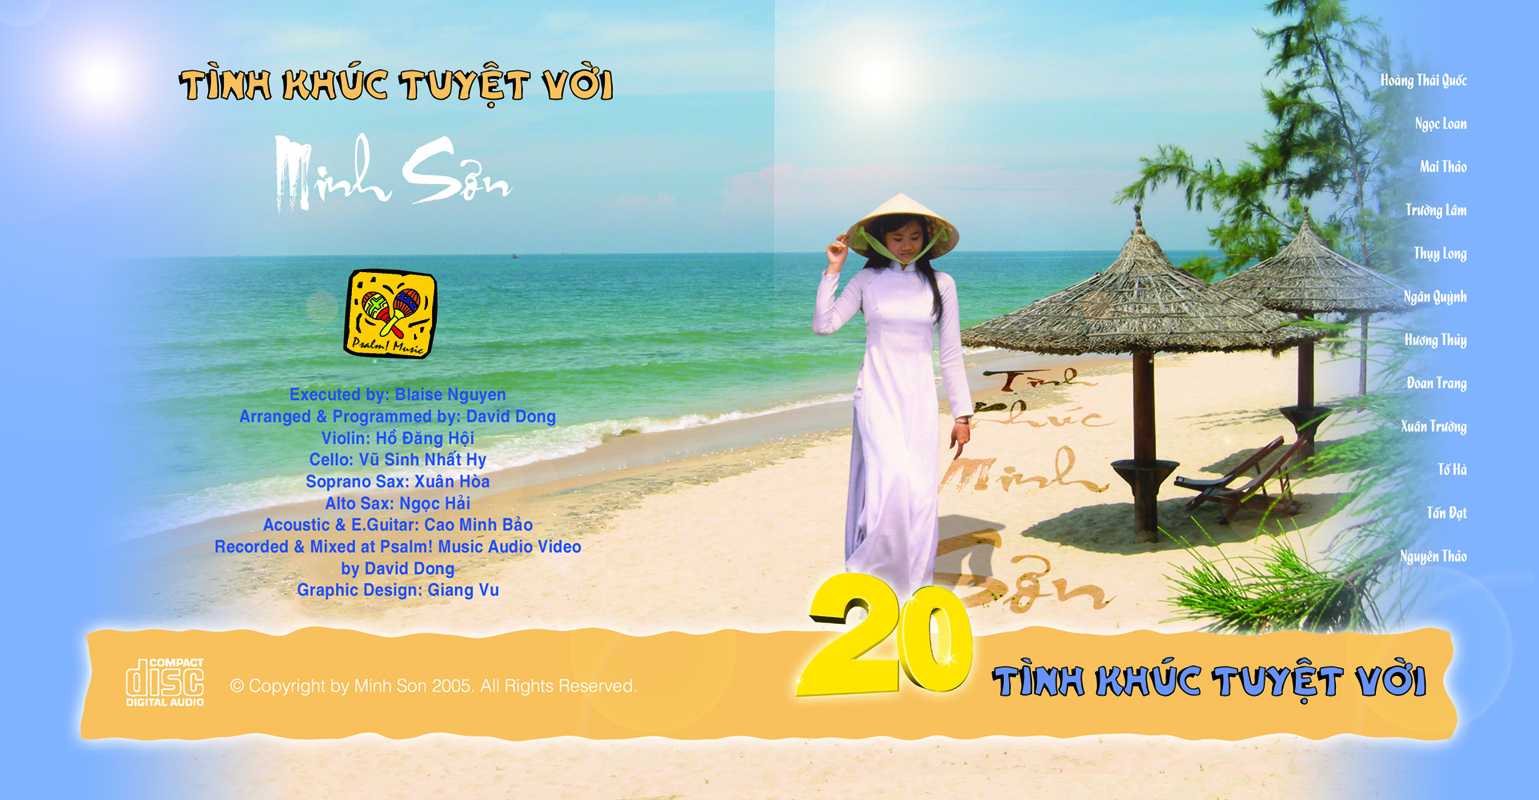 TÌNH KHÚC TUYỆT VỜI
Minh Sơn
Psalm! Music
Executed by: Blaise Nguyen
Arranged & Programmed by: David Dong
Violin: Hồ Đăng Hội
Cello: Vũ Sinh Nhất Hy
Soprano Sax: Xuân Hòa
Alto Sax: Ngọc Hải
Acoustic & E.Guitar: Cao Minh Bảo
Recorded & Mixed at Psalm! Music Audio Video
by David Dong
Graphic Design: Giang Vu
COMPACT
disc
DIGITAL AUDIO
© Copyright by Minh Son 2005. All Rights Reserved.
Tình
Khúc
Minh
Sơn
20
TÌNH KHÚC TUYỆT VỜI
Hoàng Thái Quốc
Ngọc Loan
Mai Thảo
Trường Lâm
Thụy Long
Ngân Quỳnh
Hương Thủy
Đoan Trang
Xuân Trường
Tố Hà
Tấn Đạt
Nguyên Thảo